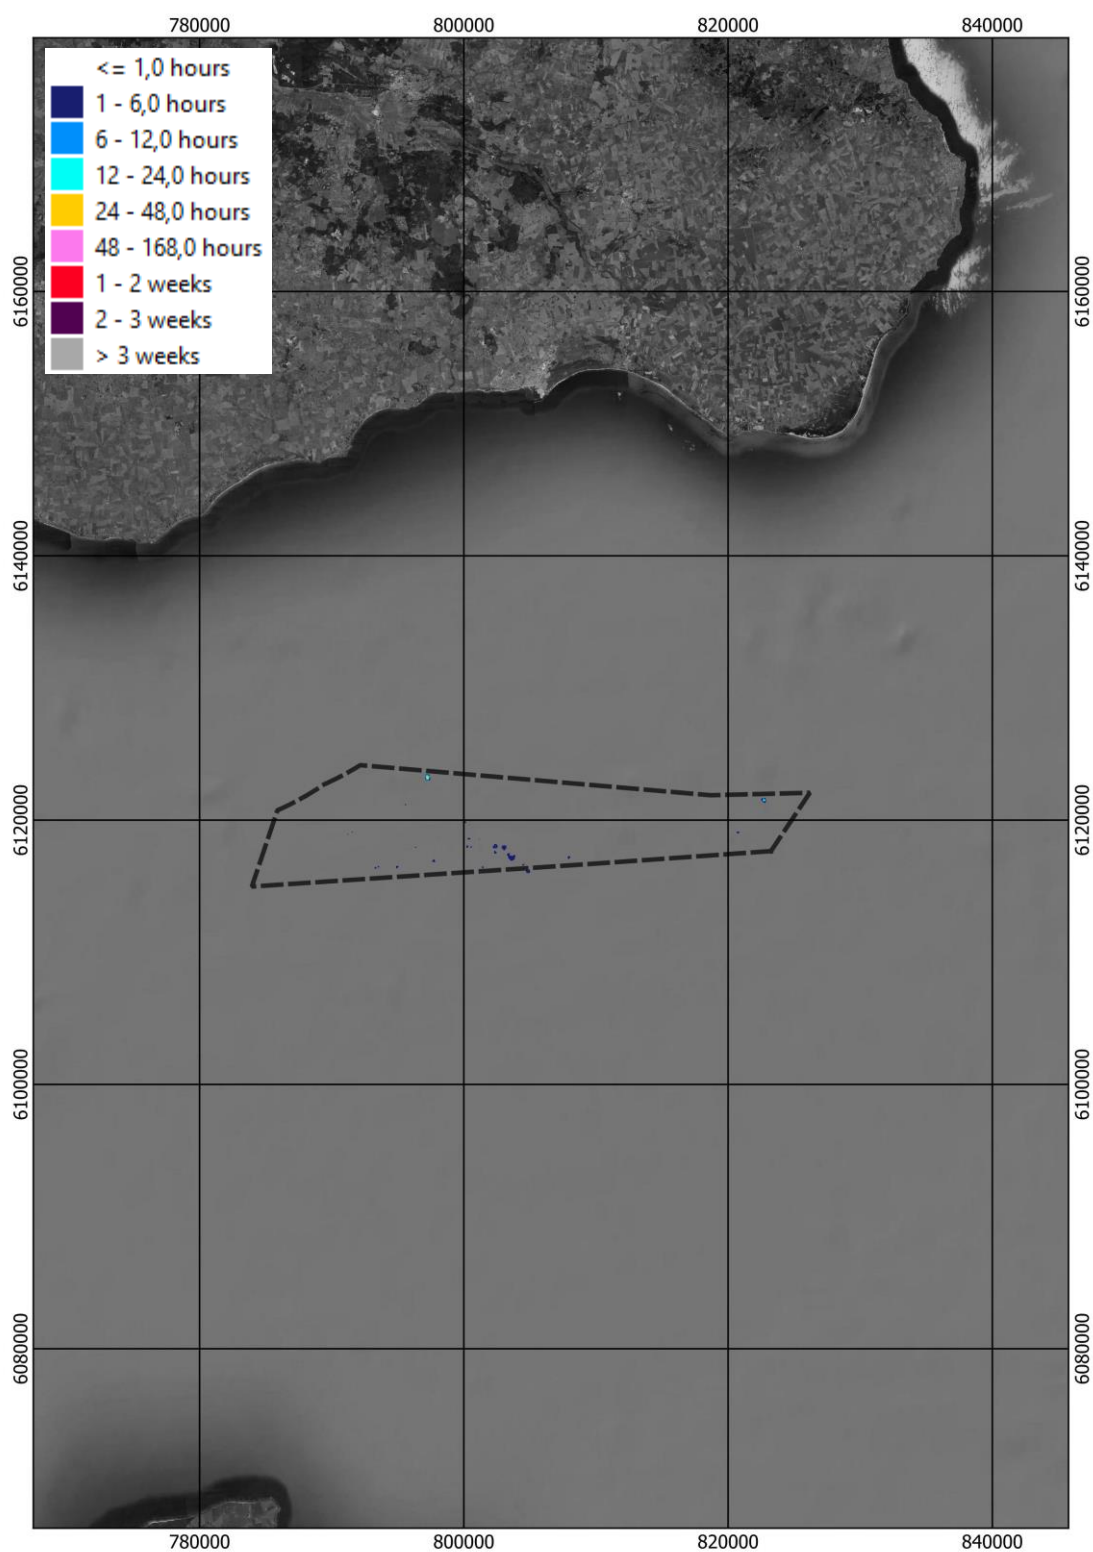 780000 800000 820000 840000
<= 1,0 hours
1 - 6,0 hours
6 - 12,0 hours
12 - 24,0 hours
24 - 48,0 hours
48 - 168,0 hours
1 - 2 weeks
2 - 3 weeks
> 3 weeks
6160000 6160000
6140000 6140000
6120000 6120000
6100000 6100000
6080000 6080000
780000 800000 820000 840000